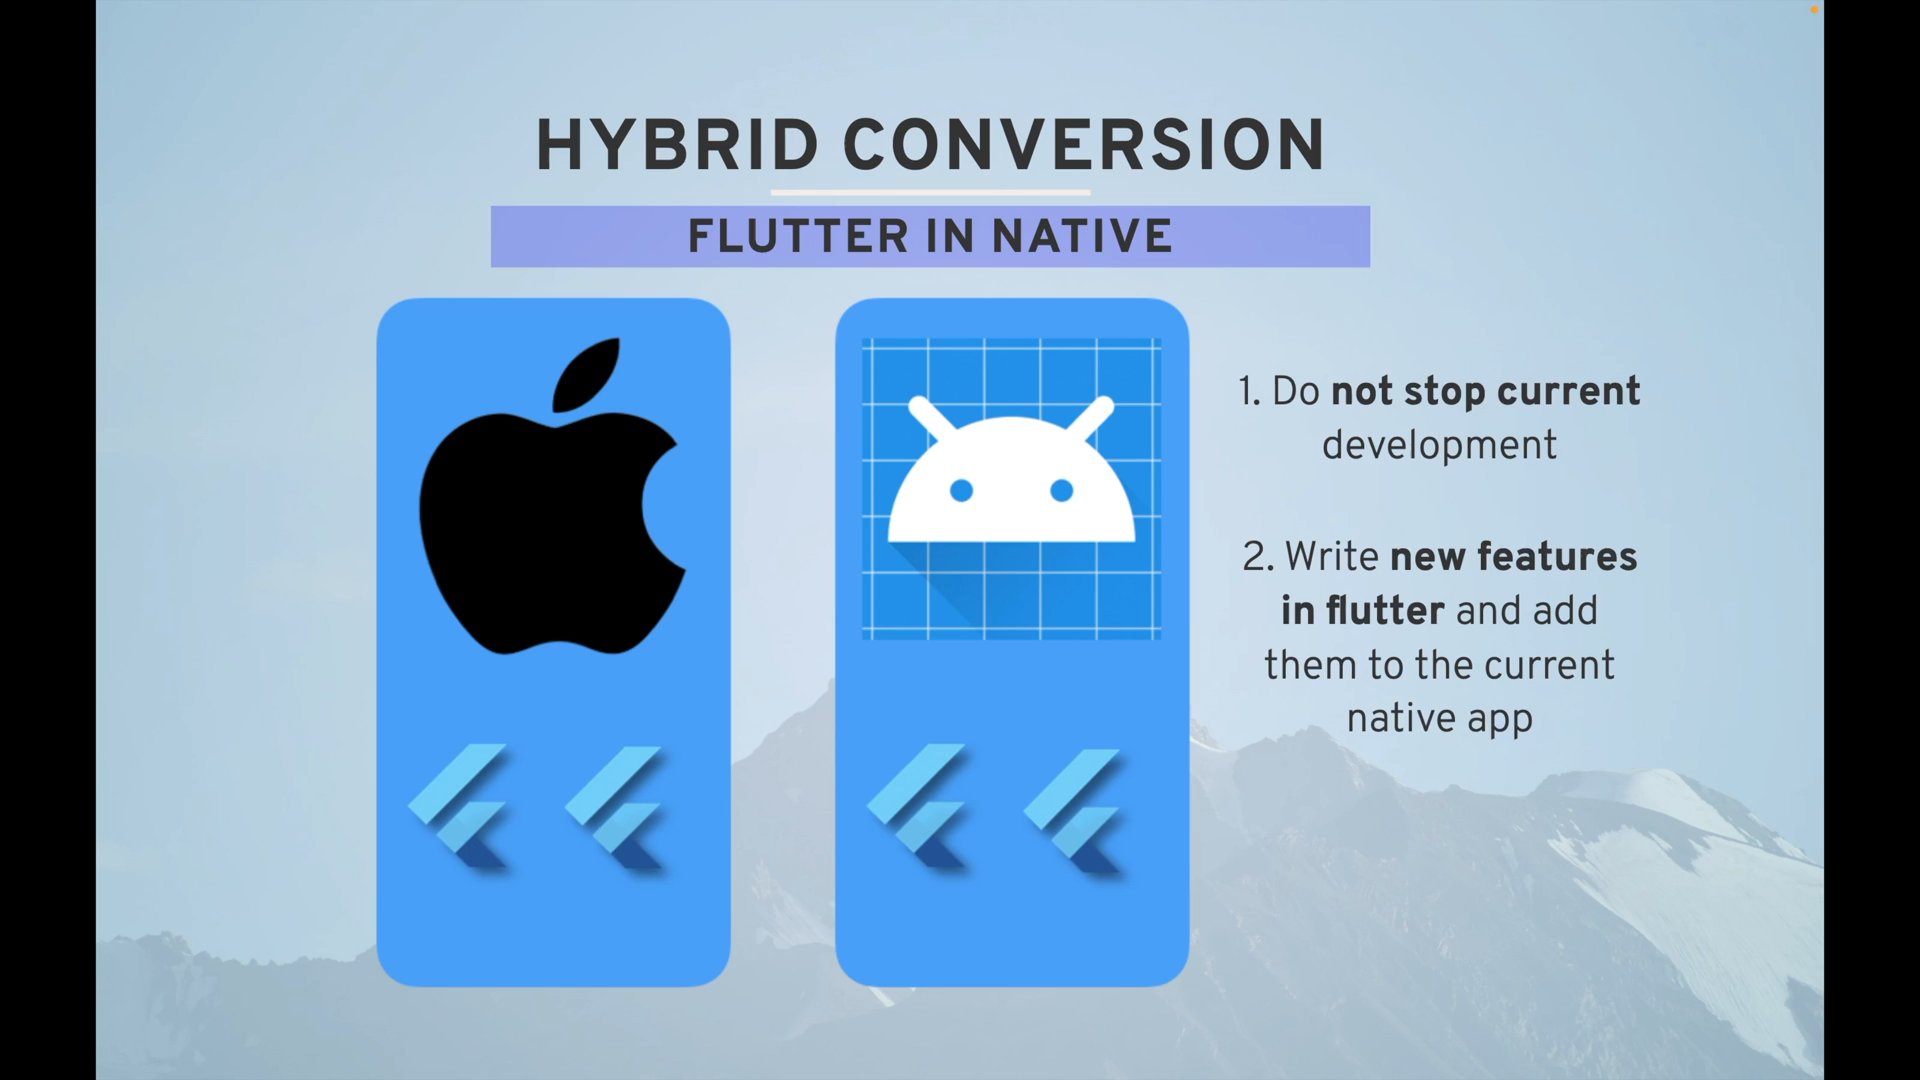 HYBRID CONVERSION
FLUTTER IN NATIVE
1. Do not stop current
development
2. Write new features
in flutter and add
them to the current
native app